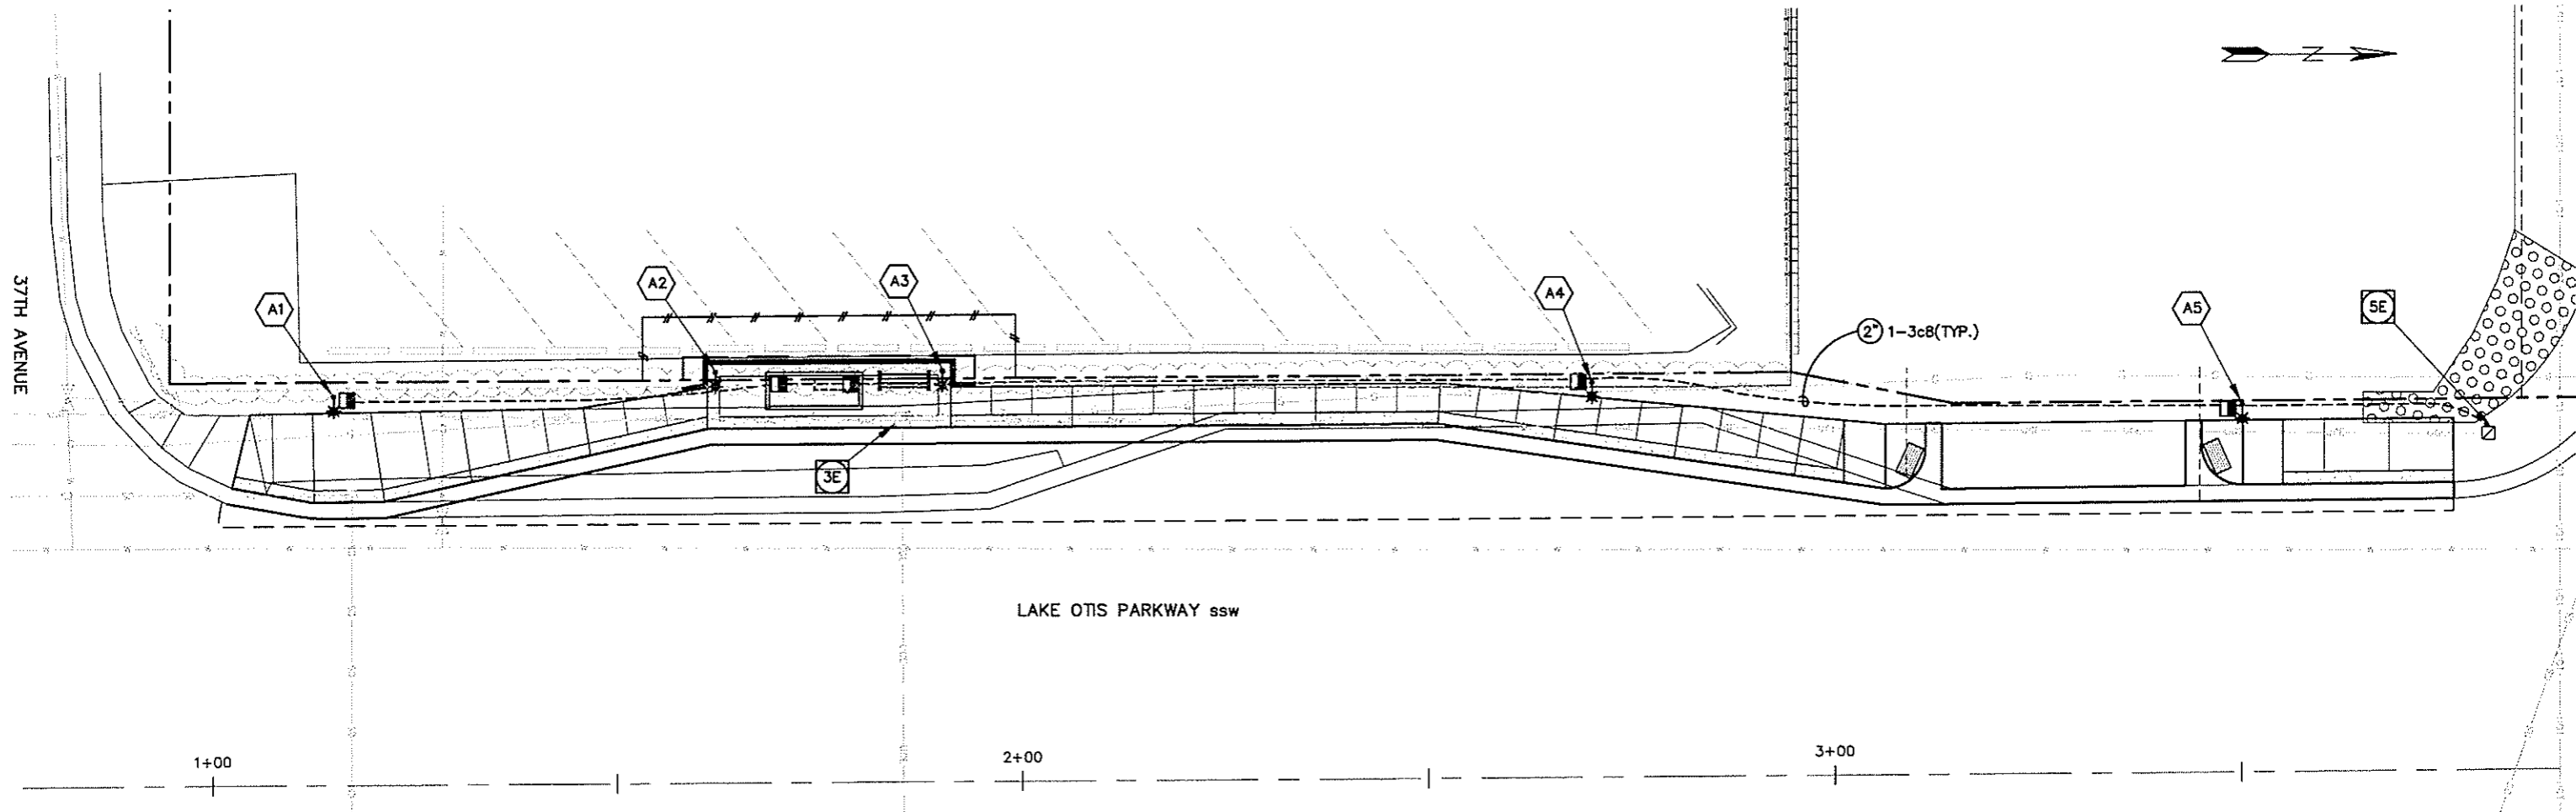 Z
37TH AVENUE
A1
A2
A3
A4
2" 1-3c8(TYP.)
A5
5E
3E
LAKE OTIS PARKWAY ssw
1+00
2+00
3+00